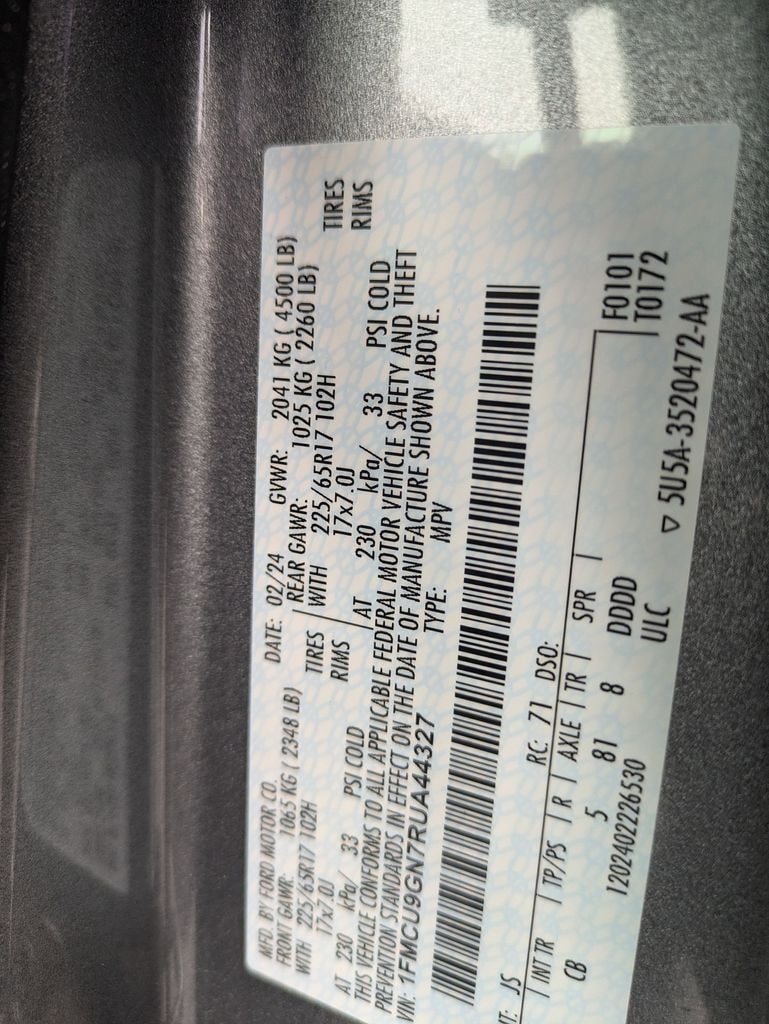 MFD. BY FORD MOTOR CO. DATE: 02/24 GVWR: 2041 KG ( 4500 LB)
FRONT GAWR: 1065 KG ( 2348 LB) REAR GAWR: 1025 KG ( 2260 LB)
WITH 225/65R17 102H TIRES WITH 225/65R17 102H TIRES
17x7.0J RIMS 17x7.0J RIMS
AT 230 kPa/ 33 PSI COLD AT 230 kPa/ 33 PSI COLD
THIS VEHICLE CONFORMS TO ALL APPLICABLE FEDERAL MOTOR VEHICLE SAFETY AND THEFT
PREVENTION STANDARDS IN EFFECT ON THE DATE OF MANUFACTURE SHOWN ABOVE.
VIN: 1FMCU9GN7RUA44327 TYPE: MPV
JS RC: 71 DSO:
INT TR TP/PS R AXLE TR SPR F0101
CB 5 81 8 DDDD T0172
1202402226530 ULC ▽ 5U5A-3520472-AA